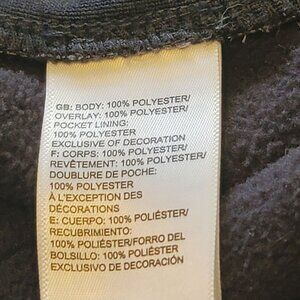 GB: BODY: 100% POLYESTER/
OVERLAY: 100% POLYESTER/
POCKET LINING:
100% POLYESTER
EXCLUSIVE OF DECORATION
F: CORPS: 100% POLYESTER/
REVÊTEMENT: 100% POLYESTER/
DOUBLURE DE POCHE:
100% POLYESTER
À L'EXCEPTION DES
DÉCORATIONS
E: CUERPO: 100% POLIÉSTER/
RECUBRIMIENTO:
100% POLIÉSTER/FORRO DEL
BOLSILLO: 100% POLIÉSTER
EXCLUSIVO DE DECORACIÓN